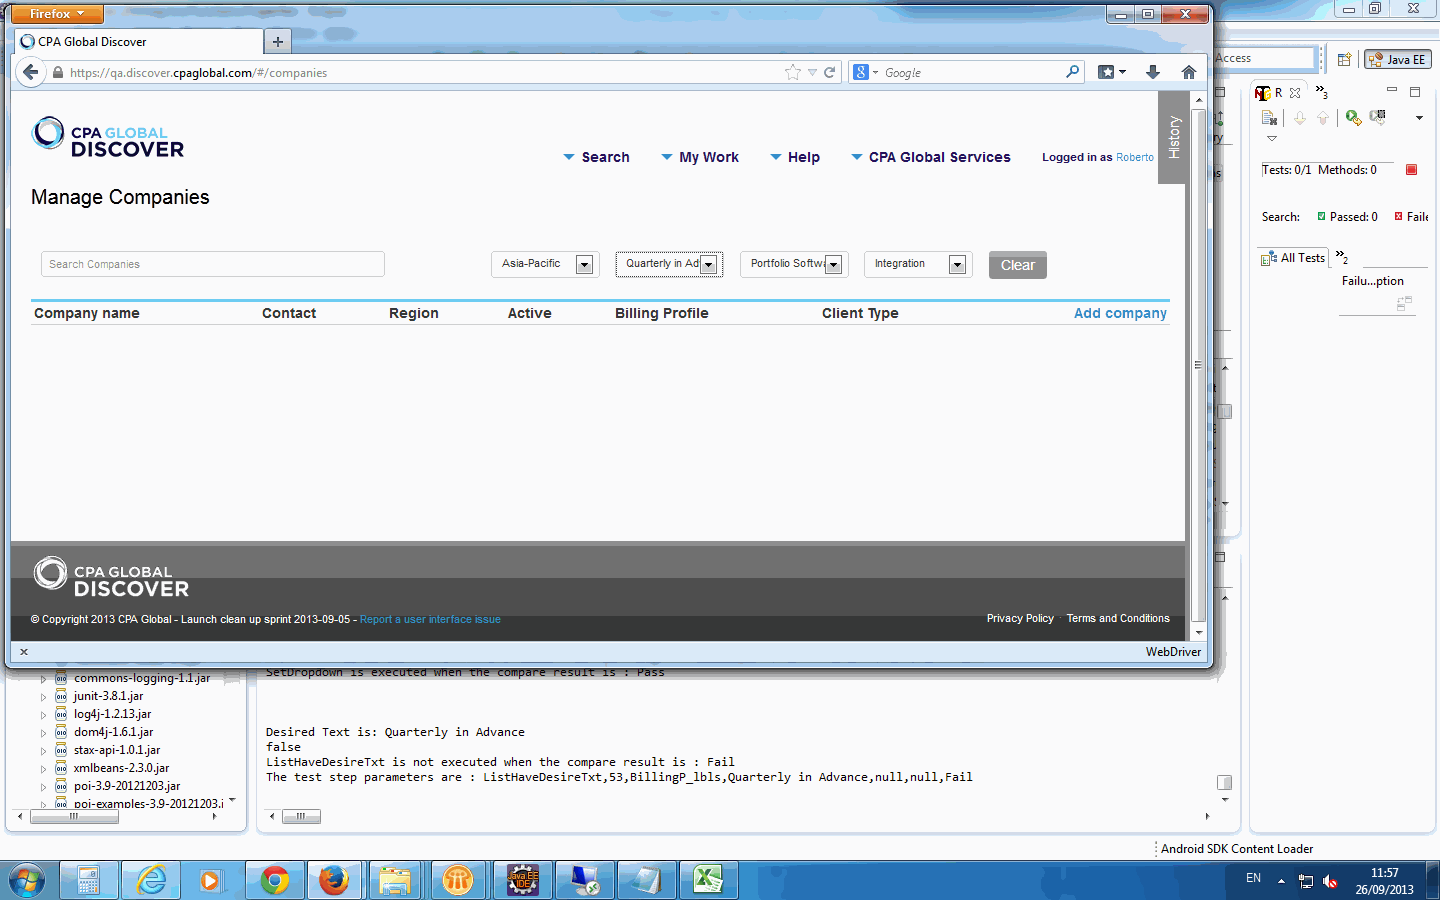 Firefox
CPA Global Discover
https://qa.discover.cpaglobal.com/#/companies
Google
Access
Java EE
R
3
CPA GLOBAL
DISCOVER
Search
My Work
Help
CPA Global Services
Logged in as Roberto
History
Manage Companies
Tests: 0/1 Methods: 0
Search: Passed: 0 Faile
All Tests
2
Failu...ption
Search Companies
Asia-Pacific
Quarterly in Ad
Portfolio Softwa
Integration
Clear
Company name Contact Region Active Billing Profile Client Type Add company
CPA GLOBAL
DISCOVER
© Copyright 2013 CPA Global - Launch clean up sprint 2013-09-05 - Report a user interface issue
Privacy Policy - Terms and Conditions
WebDriver
commons-logging-1.1.jar
junit-3.8.1.jar
log4j-1.2.13.jar
dom4j-1.6.1.jar
stax-api-1.0.1.jar
xmlbeans-2.3.0.jar
poi-3.9-20121203.jar
poi-examples-3.9-20121203.j
SetDropdown is executed when the compare result is : Pass
Desired Text is: Quarterly in Advance
false
ListHaveDesireTxt is not executed when the compare result is : Fail
The test step parameters are : ListHaveDesireTxt,53,BillingP_lbls,Quarterly in Advance,null,null,Fail
Android SDK Content Loader
Java EE
IDE
EN
11:57
26/09/2013